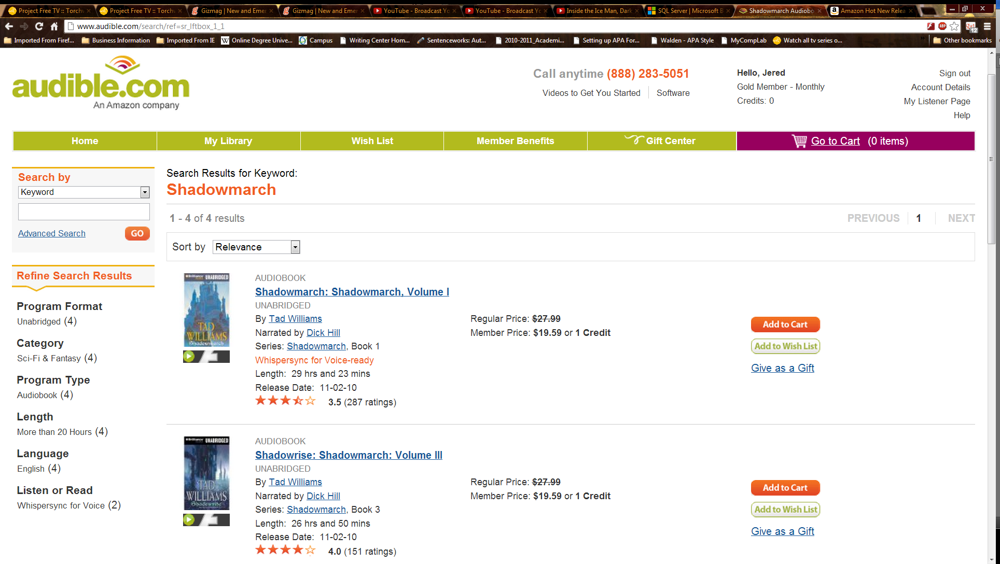 Project Free TV :: Torchv
Project Free TV :: Torchv
Gizmag | New and Emer
Gizmag | New and Emer
YouTube - Broadcast Yo
YouTube - Broadcast Yo
Inside the Ice Man, Dark
SQL Server | Microsoft B
Shadowmarch Audiobo
Amazon Hot New Relea
www.audible.com/search/ref=sr_lftbox_1_1
ABP
12
Imported From Firef...
Business Information
Imported From IE
Online Degree Unive...
Campus
Writing Center Hom...
Sentenceworks: Aut...
2010-2011_Academi...
Setting up APA For...
Walden - APA Style
MyCompLab
Watch all tv series o...
Other bookmarks
audible.com
An Amazon company
Call anytime (888) 283-5051
Videos to Get You Started
Software
Hello, Jered
Gold Member - Monthly
Credits: 0
Sign out
Account Details
My Listener Page
Help
Home
My Library
Wish List
Member Benefits
Gift Center
Go to Cart (0 items)
Search by
Keyword
Advanced Search
GO
Refine Search Results
Program Format
Unabridged (4)
Category
Sci-Fi & Fantasy (4)
Program Type
Audiobook (4)
Length
More than 20 Hours (4)
Language
English (4)
Listen or Read
Whispersync for Voice (2)
Search Results for Keyword:
Shadowmarch
1 - 4 of 4 results
PREVIOUS
1
NEXT
Sort by
Relevance
UNABRIDGED
TAD
WILLIAMS
Shadowmarch
AUDIOBOOK
Shadowmarch: Shadowmarch, Volume I
UNABRIDGED
By Tad Williams
Narrated by Dick Hill
Series: Shadowmarch, Book 1
Whispersync for Voice-ready
Length: 29 hrs and 23 mins
Release Date: 11-02-10
3.5 (287 ratings)
Regular Price: $27.99
Member Price: $19.59 or 1 Credit
Add to Cart
Add to Wish List
Give as a Gift
UNABRIDGED
TAD
WILLIAMS
Shadowrise
AUDIOBOOK
Shadowrise: Shadowmarch: Volume III
UNABRIDGED
By Tad Williams
Narrated by Dick Hill
Series: Shadowmarch, Book 3
Length: 26 hrs and 50 mins
Release Date: 11-02-10
4.0 (151 ratings)
Regular Price: $27.99
Member Price: $19.59 or 1 Credit
Add to Cart
Add to Wish List
Give as a Gift